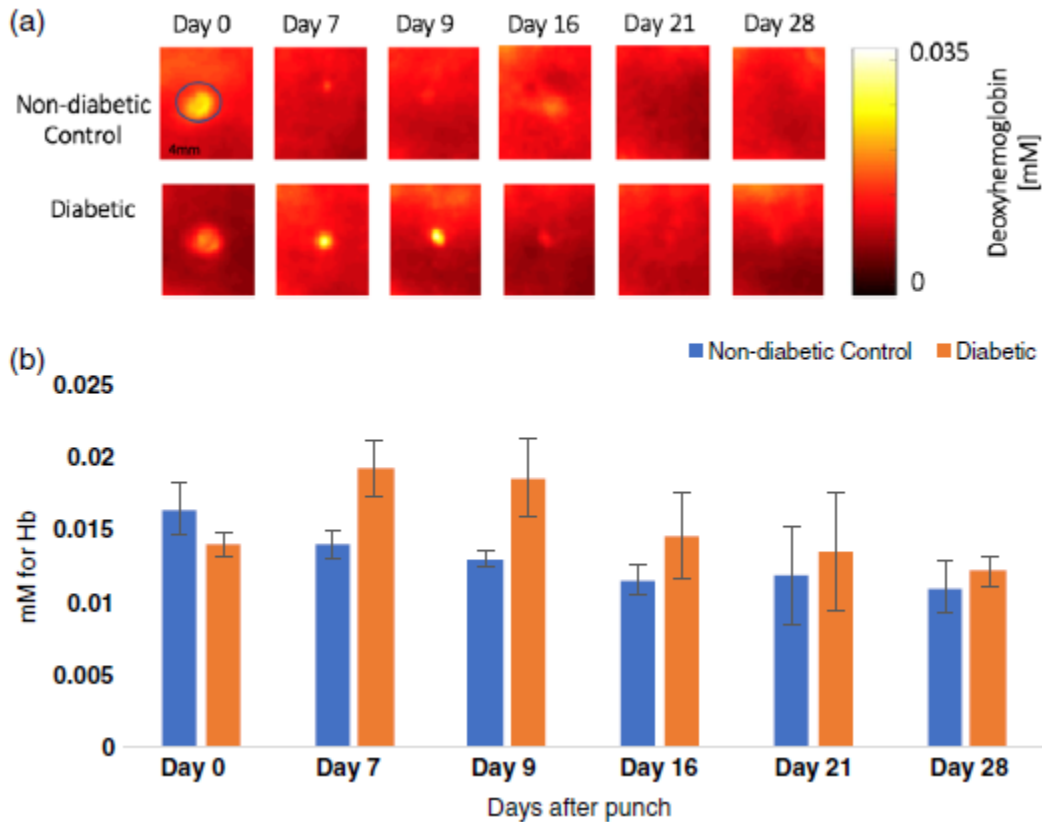 (a)
Day 0 Day 7 Day 9 Day 16 Day 21 Day 28
Non-diabetic
Control
4mm
Diabetic
0.035
0
Deoxyhemoglobin
[mM]
(b)
Non-diabetic Control Diabetic
mM for Hb
0.025
0.02
0.015
0.01
0.005
0
Day 0 Day 7 Day 9 Day 16 Day 21 Day 28
Days after punch